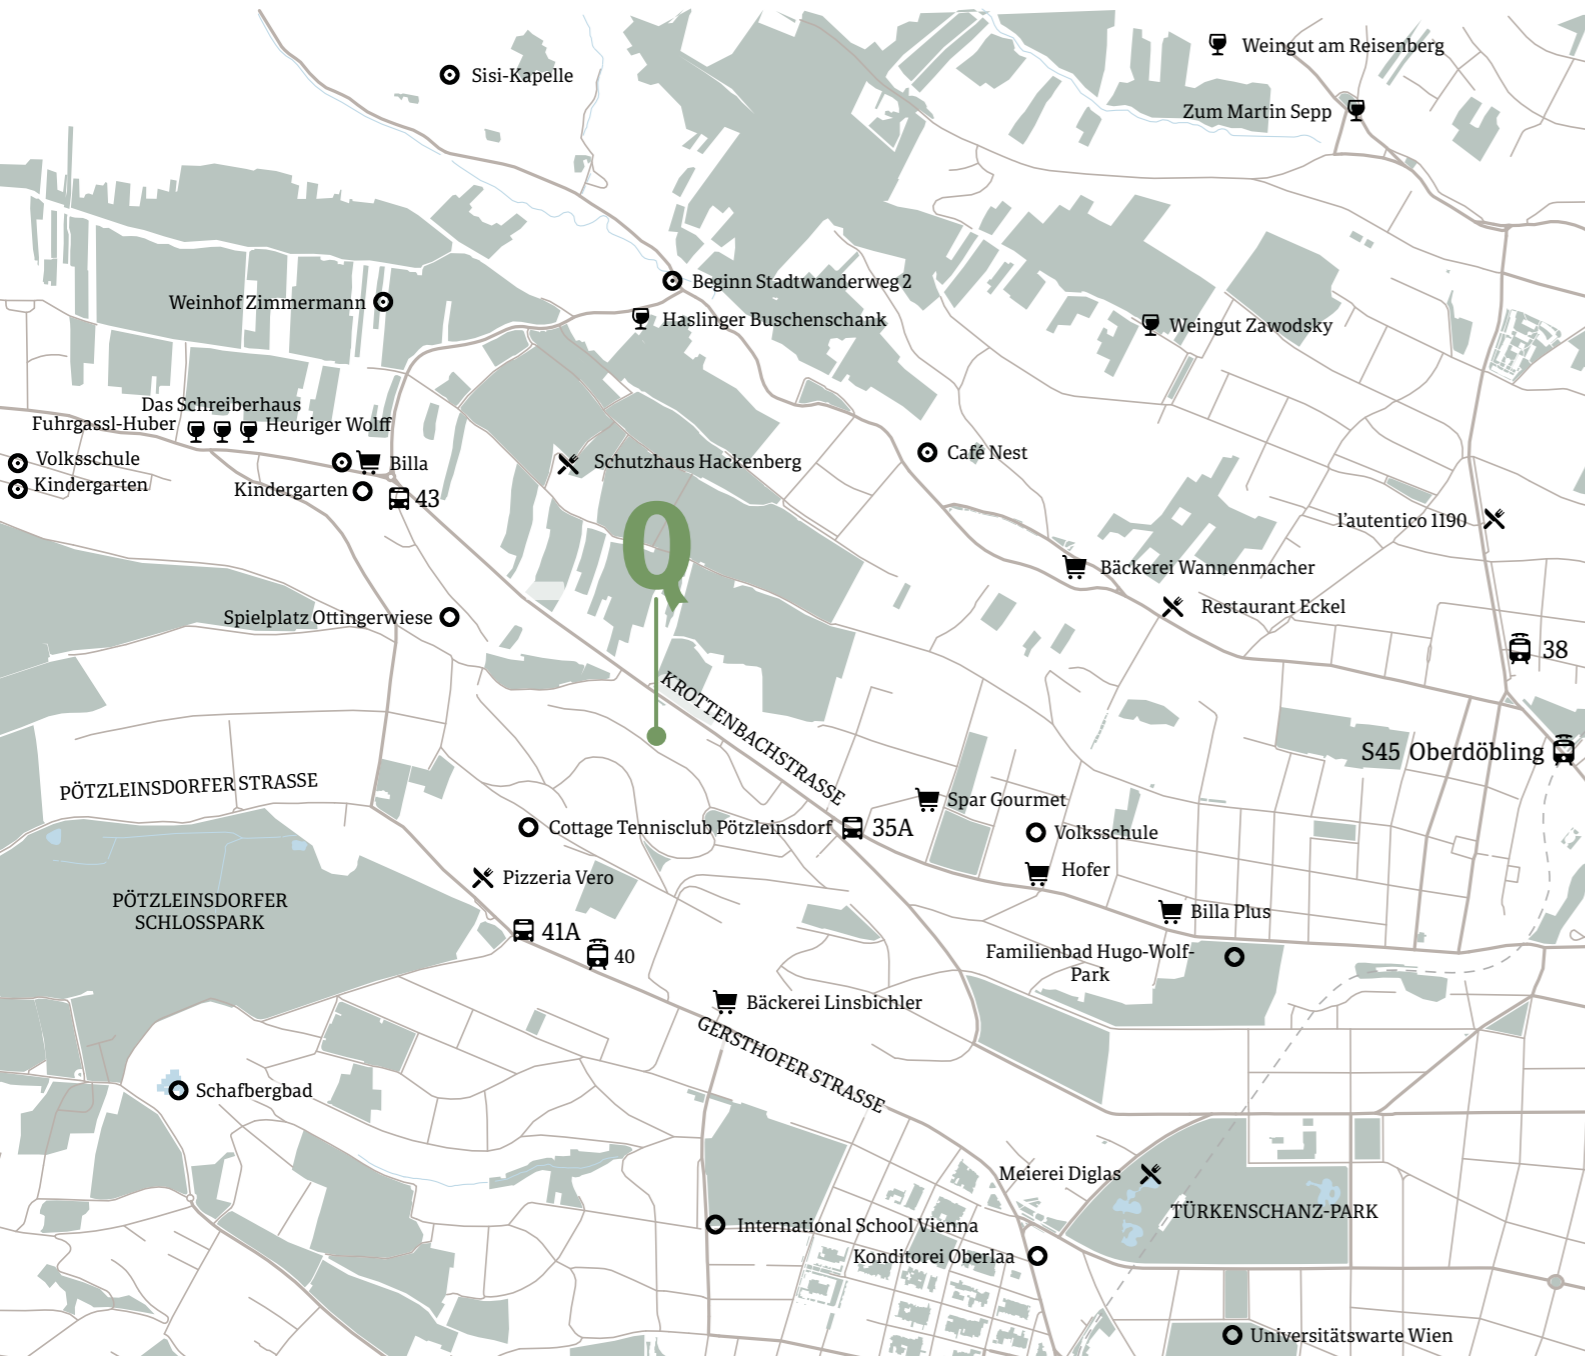 Weingut am Reisenberg
Sisi-Kapelle
Zum Martin Sepp
Beginn Stadtwanderweg 2
Weinhof Zimmermann
Haslinger Buschenschank
Weingut Zawodsky
Das Schreiberhaus
Fuhrgassl-Huber
Heuriger Wolff
Volksschule
Billa
Schutzhaus Hackenberg
Café Nest
Kindergarten
Kindergarten
43
l'autentico 1190
Q
Bäckerei Wannenmacher
Restaurant Eckel
Spielplatz Ottingerwiese
38
KROTTENBACHSTRASSE
S45 Oberdöbling
PÖTZLEINSDORFER STRASSE
Spar Gourmet
Cottage Tennisclub Pötzleinsdorf
35A
Volksschule
Hofer
Pizzeria Vero
PÖTZLEINSDORFER
SCHLOSSPARK
Billa Plus
41A
40
Familienbad Hugo-Wolf-
Park
Bäckerei Linsbichler
GERSTHOFER STRASSE
Schafbergbad
Meierei Diglas
TÜRKENSCHANZ-PARK
International School Vienna
Konditorei Oberlaa
Universitätswarte Wien